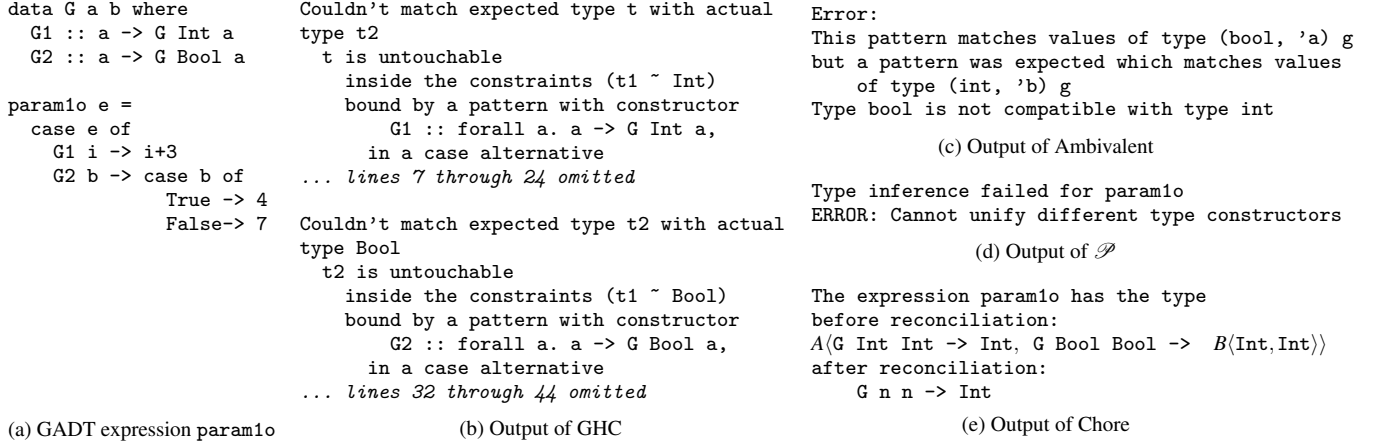 data G a b where
  G1 :: a -> G Int a
  G2 :: a -> G Bool a
param1o e =
  case e of
    G1 i -> i+3
    G2 b -> case b of
              True -> 4
              False-> 7
(a) GADT expression param1o
Couldn't match expected type t with actual
type t2
  t is untouchable
    inside the constraints (t1 ~ Int)
    bound by a pattern with constructor
        G1 :: forall a. a -> G Int a,
      in a case alternative
... lines 7 through 24 omitted
Couldn't match expected type t2 with actual
type Bool
  t2 is untouchable
    inside the constraints (t1 ~ Bool)
    bound by a pattern with constructor
        G2 :: forall a. a -> G Bool a,
      in a case alternative
... lines 32 through 44 omitted
(b) Output of GHC
Error:
This pattern matches values of type (bool, 'a) g
but a pattern was expected which matches values
    of type (int, 'b) g
Type bool is not compatible with type int
(c) Output of Ambivalent
Type inference failed for param1o
ERROR: Cannot unify different type constructors
(d) Output of 𝒫
The expression param1o has the type
before reconciliation:
A⟨G Int Int -> Int, G Bool Bool -> B⟨Int,Int⟩⟩
after reconciliation:
    G n n -> Int
(e) Output of Chore